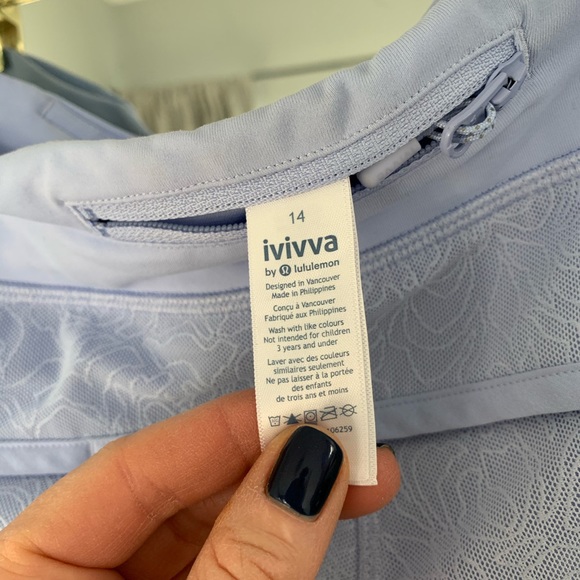 14
ivivva
by lululemon
Designed in Vancouver
Made in Philippines
Conçu à Vancouver
Fabriqué aux Philippines
Wash with like colours
Not intended for children
3 years and under
Laver avec des couleurs
similaires seulement
Ne pas laisser à la portée
des enfants
de trois ans et moins